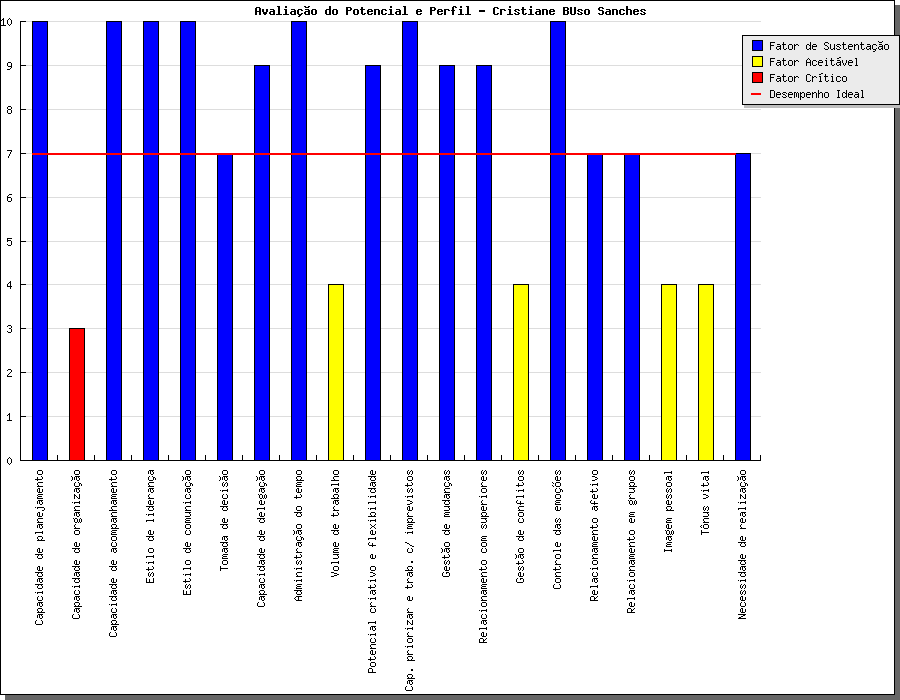 Avaliação do Potencial e Perfil - Cristiane BUso Sanches
Fator de Sustentação
Fator Aceitável
Fator Crítico
Desempenho Ideal
10
9
8
7
6
5
4
3
2
1
0
Capacidade de planejamento
Capacidade de organização
Capacidade de acompanhamento
Estilo de liderança
Estilo de comunicação
Tomada de decisão
Capacidade de delegação
Administração do tempo
Volume de trabalho
Potencial criativo e flexibilidade
Cap. priorizar e trab. c/ imprevistos
Gestão de mudanças
Relacionamento com superiores
Gestão de conflitos
Controle das emoções
Relacionamento afetivo
Relacionamento em grupos
Imagem pessoal
Tônus vital
Necessidade de realização